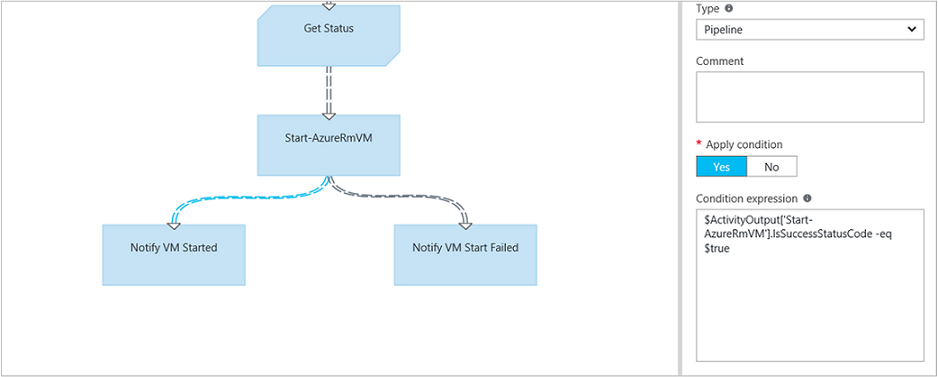 Get Status
Start-AzureRmVM
Notify VM Started
Notify VM Start Failed
Type
Pipeline
Comment
* Apply condition
Yes No
Condition expression
$ActivityOutput['Start-
AzureRmVM'].IsSuccessStatusCode -eq
$true